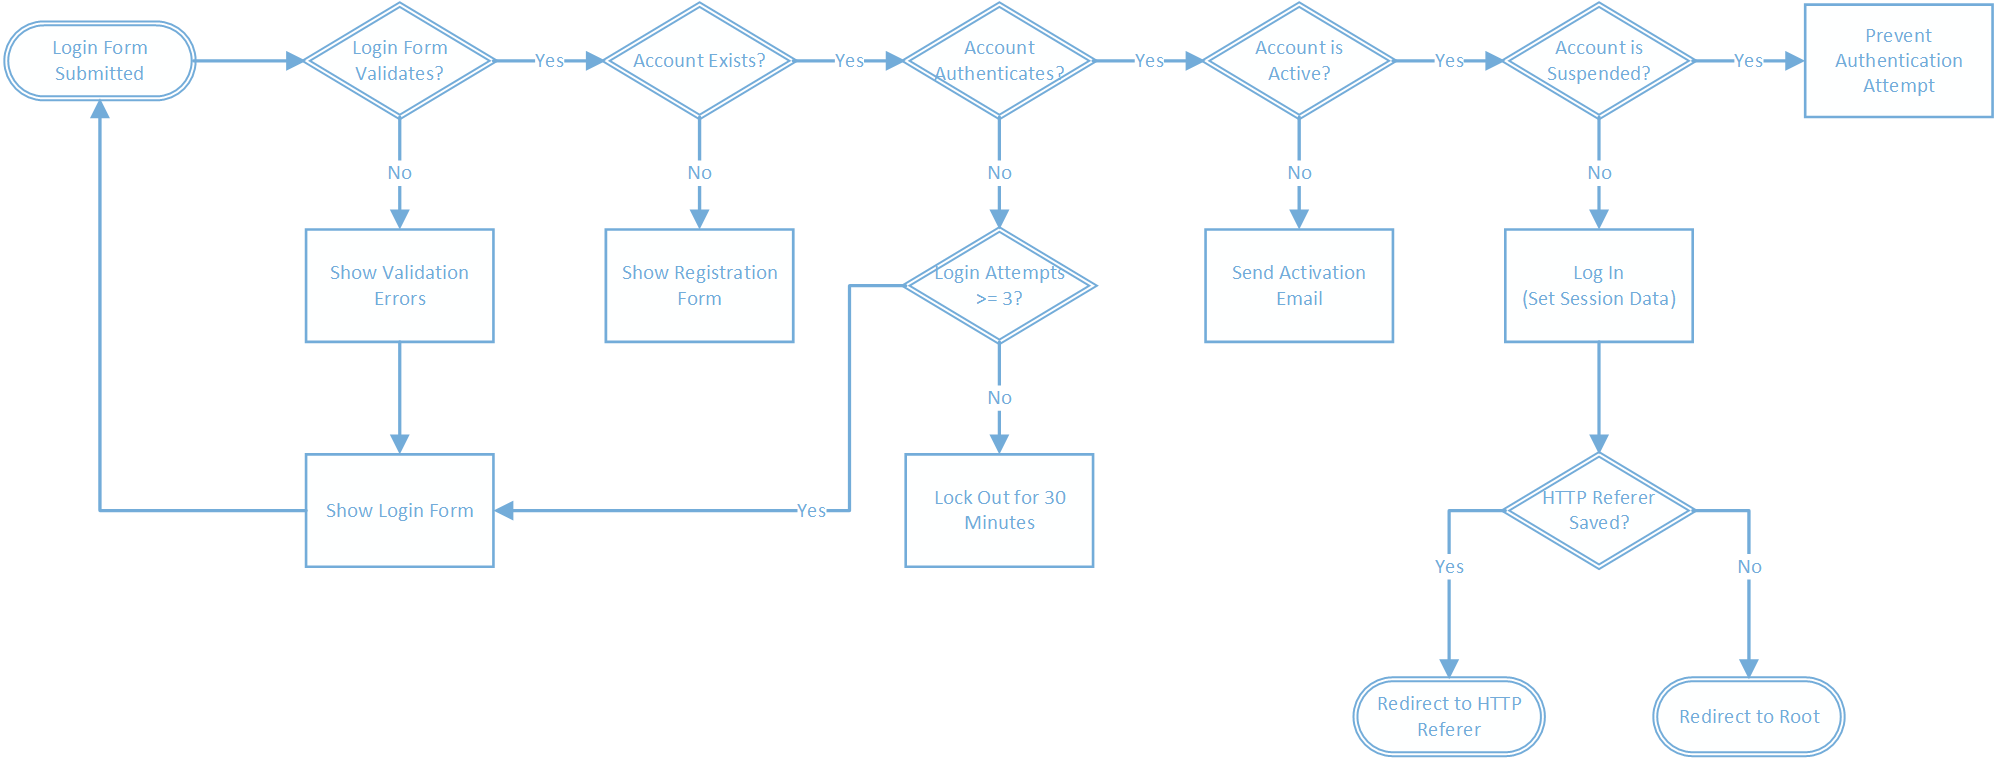 Login Form
Submitted
Login Form
Validates?
Yes
Account Exists?
Yes
Account
Authenticates?
Yes
Account is
Active?
Yes
Account is
Suspended?
Yes
Prevent
Authentication
Attempt
No
No
No
No
No
Show Validation
Errors
Show Registration
Form
Login Attempts
>= 3?
Send Activation
Email
Log In
(Set Session Data)
No
Show Login Form
Yes
Lock Out for 30
Minutes
HTTP Referer
Saved?
Yes
No
Redirect to HTTP
Referer
Redirect to Root